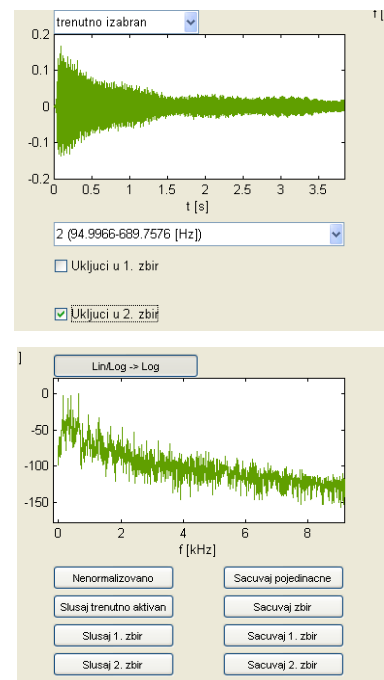 f [
trenutno izabran
0.2
0.1
0
-0.1
-0.2
0 0.5 1 1.5 2 2.5 3 3.5
t [s]
2 (94.9966-689.7576 [Hz])
Ukljuci u 1. zbir
Ukljuci u 2. zbir
]
Lin/Log -> Log
0
-50
-100
-150
0 2 4 6 8
f [kHz]
Nenormalizovano Sacuvaj pojedinacne
Slusaj trenutno aktivan Sacuvaj zbir
Slusaj 1. zbir Sacuvaj 1. zbir
Slusaj 2. zbir Sacuvaj 2. zbir